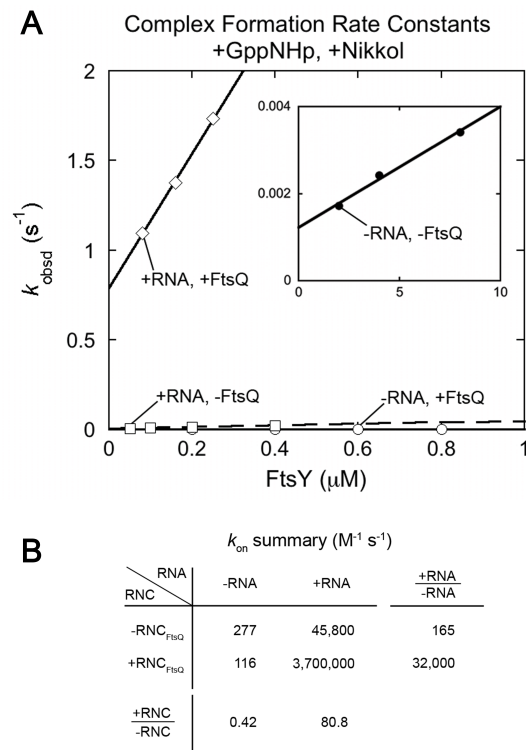 A
Complex Formation Rate Constants
+GppNHp, +Nikkol
2
1.5
1
0.5
0
k_obsd (s⁻¹)
0.004
0.002
0
0 5 10
-RNA, -FtsQ
+RNA, +FtsQ
+RNA, -FtsQ
-RNA, +FtsQ
0 0.2 0.4 0.6 0.8 1
FtsY (μM)
B
k_on summary (M⁻¹ s⁻¹)
RNA
RNC
-RNA +RNA +RNA/-RNA
-RNC_FtsQ 277 45,800 165
+RNC_FtsQ 116 3,700,000 32,000
+RNC/-RNC 0.42 80.8